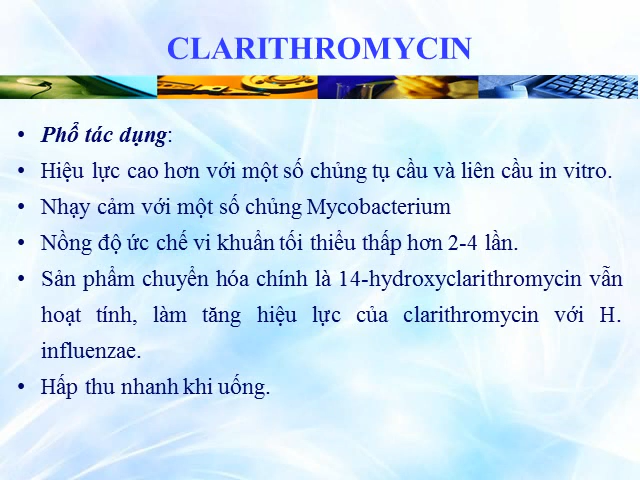 CLARITHROMYCIN
• Phổ tác dụng:
• Hiệu lực cao hơn với một số chủng tụ cầu và liên cầu in vitro.
• Nhạy cảm với một số chủng Mycobacterium
• Nồng độ ức chế vi khuẩn tối thiểu thấp hơn 2-4 lần.
• Sản phẩm chuyển hóa chính là 14-hydroxyclarithromycin vẫn
hoạt tính, làm tăng hiệu lực của clarithromycin với H.
influenzae.
• Hấp thu nhanh khi uống.